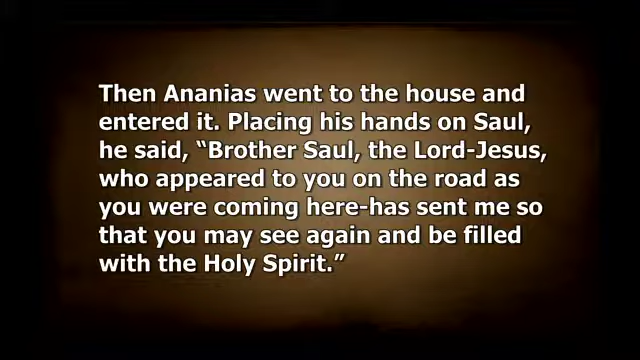 Then Ananias went to the house and
entered it. Placing his hands on Saul,
he said, “Brother Saul, the Lord-Jesus,
who appeared to you on the road as
you were coming here-has sent me so
that you may see again and be filled
with the Holy Spirit.”